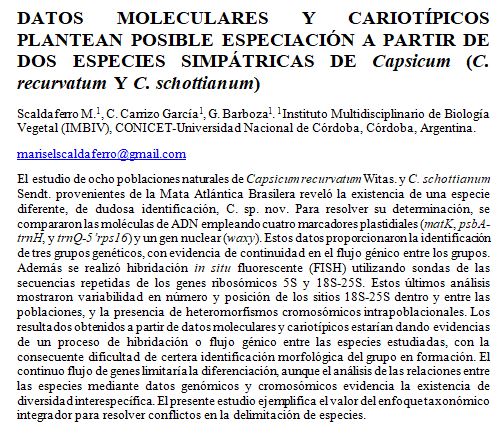 DATOS MOLECULARES Y CARIOTÍPICOS
PLANTEAN POSIBLE ESPECIACIÓN A PARTIR DE
DOS ESPECIES SIMPÁTRICAS DE Capsicum (C.
recurvatum Y C. schottianum)
Scaldaferro M.¹, C. Carrizo García¹, G. Barboza¹. ¹Instituto Multidisciplinario de Biología
Vegetal (IMBIV), CONICET-Universidad Nacional de Córdoba, Córdoba, Argentina.
mariselscaldaferro@gmail.com
El estudio de ocho poblaciones naturales de Capsicum recurvatum Witas. y C. schottianum
Sendt. provenientes de la Mata Atlántica Brasilera reveló la existencia de una especie
diferente, de dudosa identificación, C. sp. nov. Para resolver su determinación, se
compararon las moléculas de ADN empleando cuatro marcadores plastidiales (matK, psbA-
trnH, y trnQ-5'rps16) y un gen nuclear (waxy). Estos datos proporcionaron la identificación
de tres grupos genéticos, con evidencia de continuidad en el flujo génico entre los grupos.
Además se realizó hibridación in situ fluorescente (FISH) utilizando sondas de las
secuencias repetidas de los genes ribosómicos 5S y 18S-25S. Estos últimos análisis
mostraron variabilidad en número y posición de los sitios 18S-25S dentro y entre las
poblaciones, y la presencia de heteromorfismos cromosómicos intrapoblacionales. Los
resultados obtenidos a partir de datos moleculares y cariotípicos estarían dando evidencias
de un proceso de hibridación o flujo génico entre las especies estudiadas, con la
consecuente dificultad de certera identificación morfológica del grupo en formación. El
continuo flujo de genes limitaría la diferenciación, aunque el análisis de las relaciones entre
las especies mediante datos genómicos y cromosómicos evidencia la existencia de
diversidad interespecífica. El presente estudio ejemplifica el valor del enfoque taxonómico
integrador para resolver conflictos en la delimitación de especies.